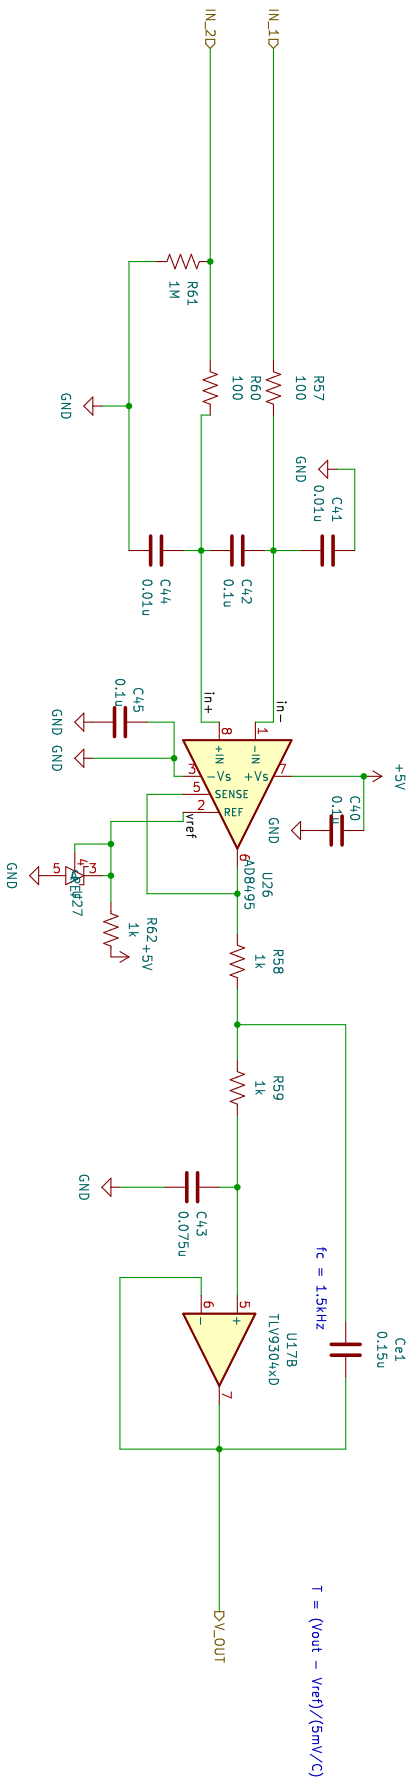 IN_2
IN_1
R61
1M
R60
100
R57
100
GND
GND
C41
0.01u
C44
0.01u
C42
0.1u
in+
in-
C45
0.1u
GND
GND
8
1
+IN
-IN
3
-Vs
+Vs
7
5
SENSE
2
REF
vref
6
U26
AD8495
+5V
C40
0.1u
GND
GND
5
4
3
R62
1k
+5V
R58
1k
R59
1k
GND
C43
0.075u
fc = 1.5kHz
Ce1
0.15u
6
5
-
+
7
U17B
TLV9304xD
V_OUT
T = (Vout - Vref)/(5mV/C)